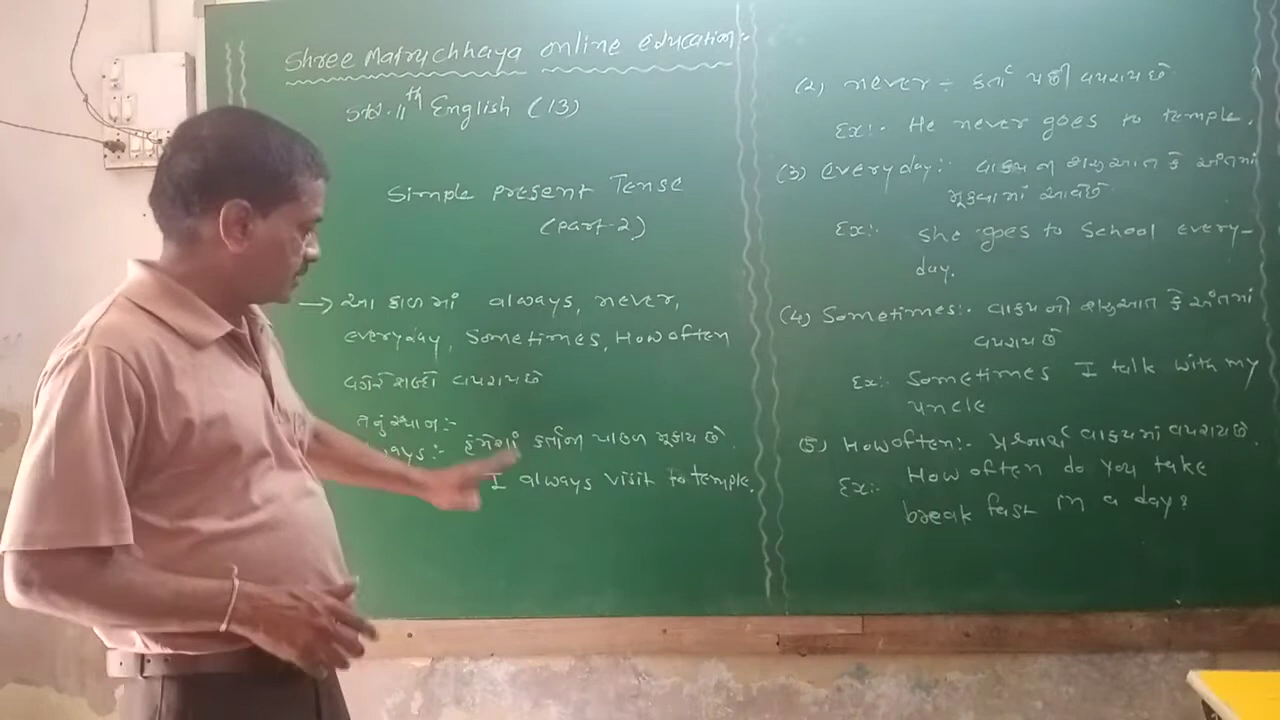 Shree Matruchhaya online education:-
Std. 11th English (13)
Simple Present Tense
(Part-2)
→ આ કાળ માં always, never,
everyday, Sometimes, How often
વગેરે શબ્દો વપરાય છે
તેનું સ્થાન:-
હંમેશાં કર્તાની પાછળ મૂકાય છે.
I always visit to temple.
(2) never ÷ કર્તા પછી વપરાય છે
Ex:- He never goes to temple.
(3) everyday:- વાક્ય ની શરુઆત કે અંતમાં
મૂકવામાં આવે છે
Ex:- She goes to School every-
day.
(4) Sometimes:- વાક્ય ની શરુઆત કે અંતમાં
વપરાય છે
Ex:- Sometimes I talk with my
uncle
(5) How often:- પ્રશ્નાર્થ વાક્યમાં વપરાય છે.
Ex:- How often do you take
break fast in a day?